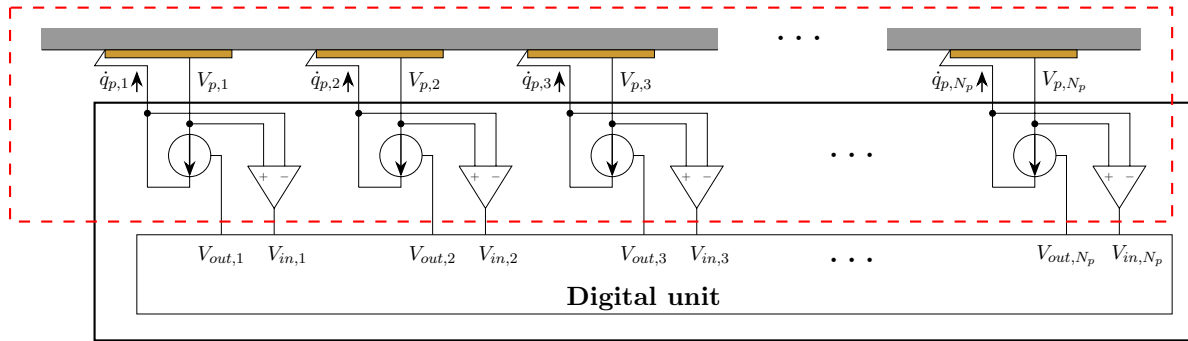 . . .
q̇p,1 Vp,1 q̇p,2 Vp,2 q̇p,3 Vp,3 q̇p,Np Vp,Np
+ − + − + − . . . + −
Vout,1 Vin,1 Vout,2 Vin,2 Vout,3 Vin,3 . . . Vout,Np Vin,Np
Digital unit